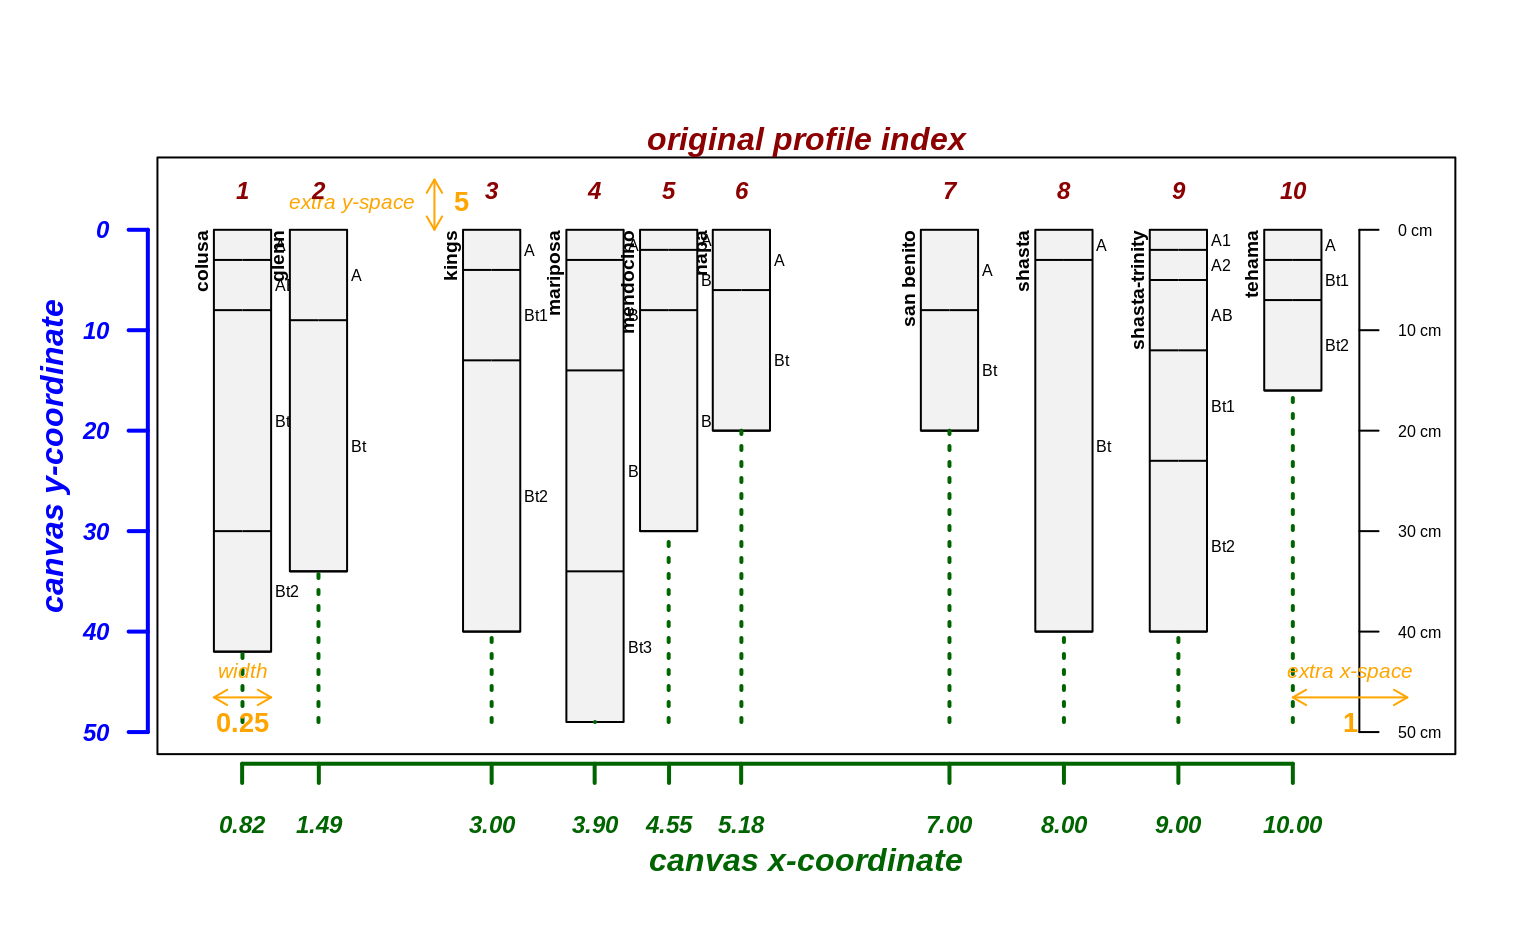 original profile index
1 2 3 4 5 6 7 8 9 10
extra y-space 5
0 10 20 30 40 50
canvas y-coordinate
colusa
glenn
kings
mariposa
mendocino
napa
san benito
shasta
shasta-trinity
tehama
Bt
Bt2
A
Bt
A
Bt1
Bt2
Bt3
A
Bt
A
Bt
A
Bt
A1
A2
AB
Bt1
Bt2
A
Bt1
Bt2
0 cm
10 cm
20 cm
30 cm
40 cm
50 cm
width
0.25
extra x-space
1
0.82 1.49 3.00 3.90 4.55 5.18 7.00 8.00 9.00 10.00
canvas x-coordinate